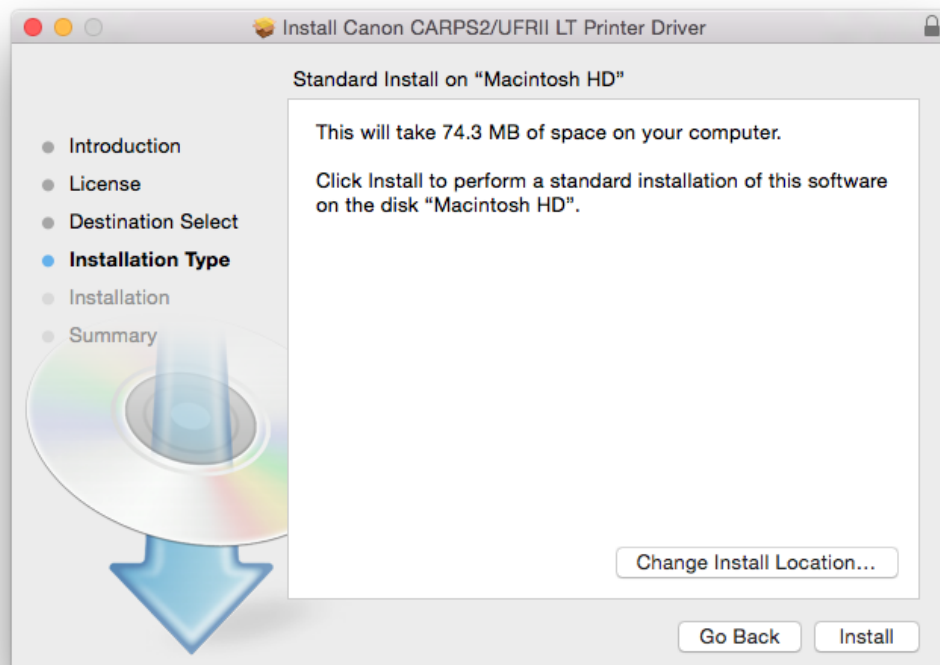 Install Canon CARPS2/UFRII LT Printer Driver
Standard Install on “Macintosh HD”
Introduction
License
Destination Select
Installation Type
Installation
Summary
This will take 74.3 MB of space on your computer.
Click Install to perform a standard installation of this software
on the disk “Macintosh HD”.
Change Install Location...
Go Back
Install